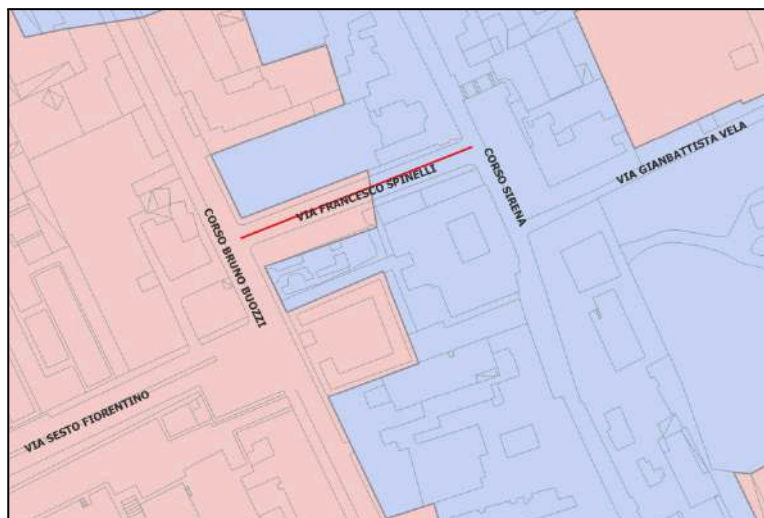 VIA GIANBATTISTA VELA
CORSO SIRENA
VIA FRANCESCO SPINELLI
CORSO BRUNO BUOZZI
VIA SESTO FIORENTINO